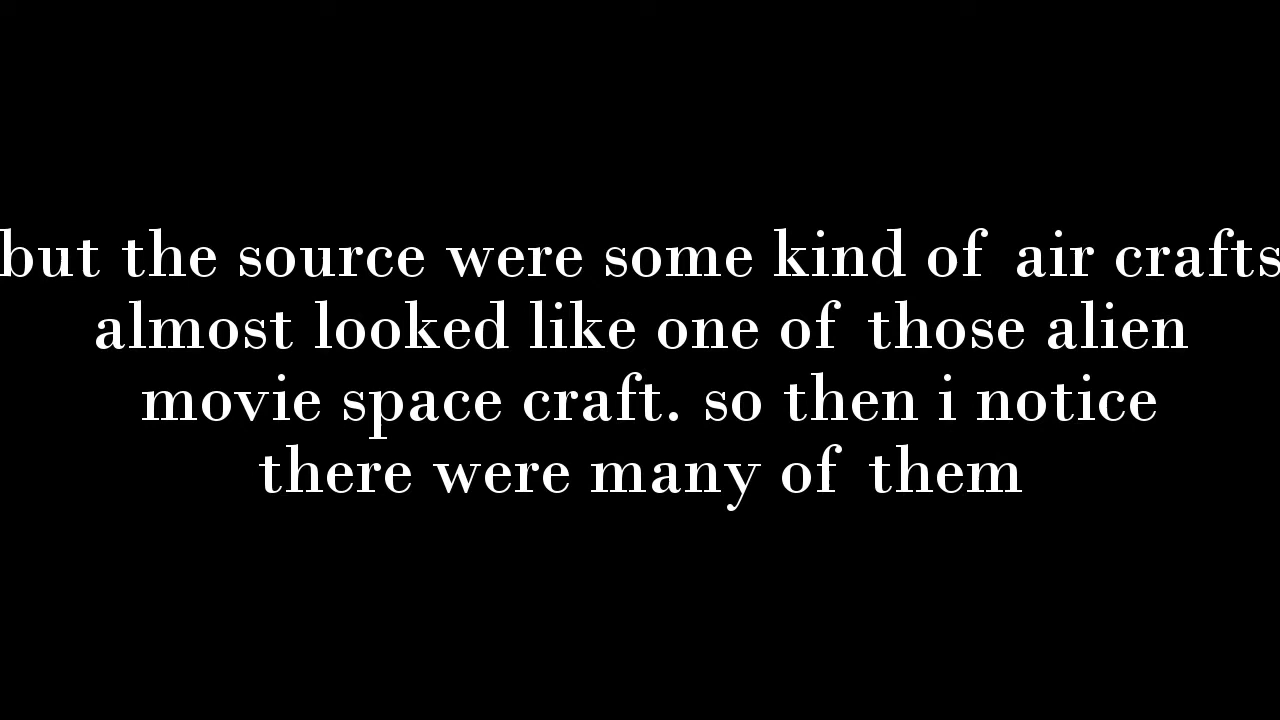 but the source were some kind of air crafts
almost looked like one of those alien
movie space craft. so then i notice
there were many of them